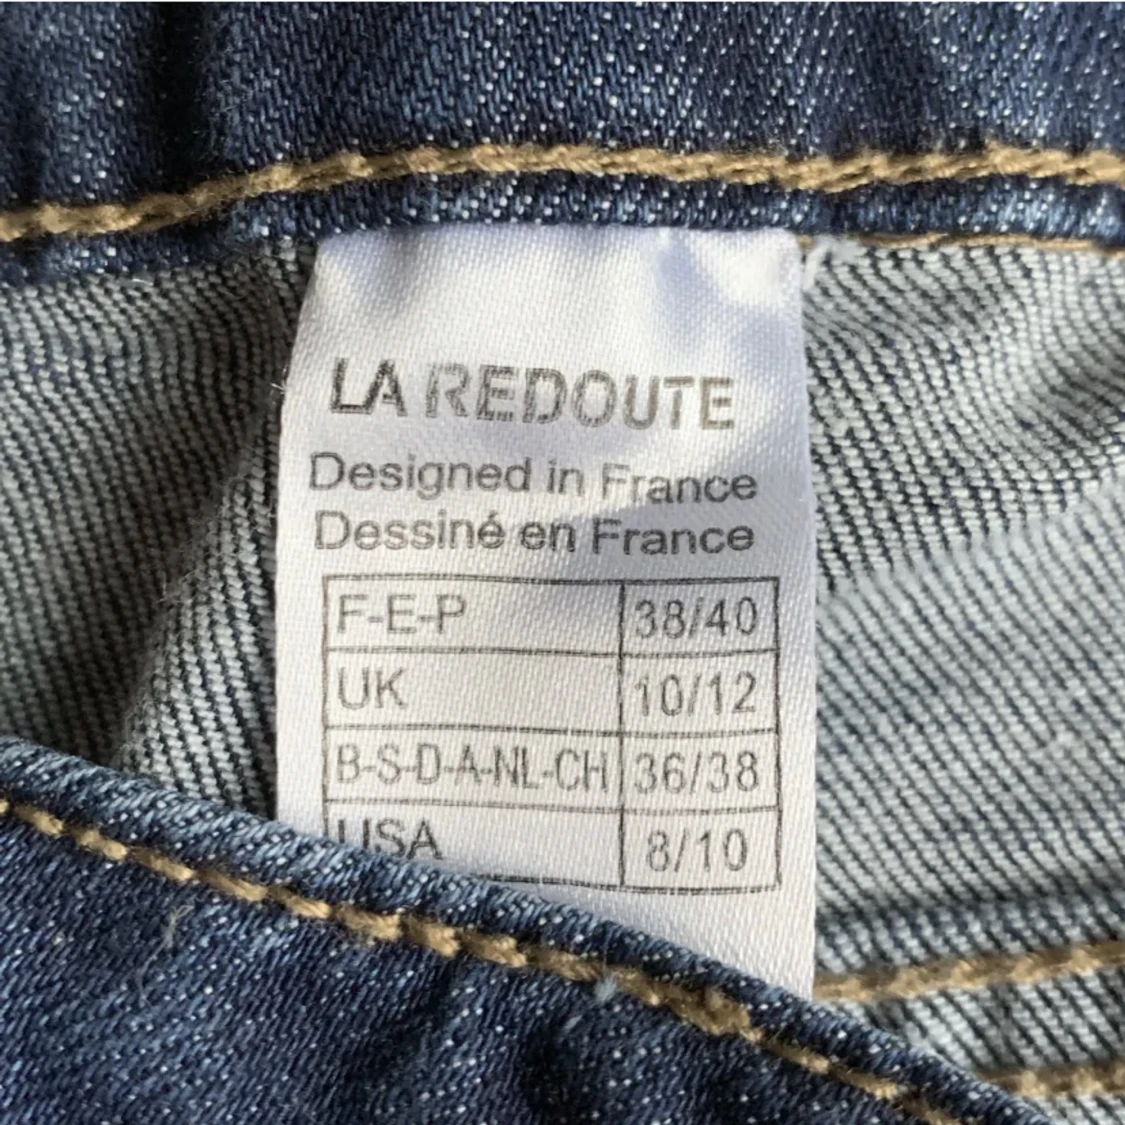 LA REDOUTE
Designed in France
Dessiné en France
F-E-P 38/40
UK 10/12
B-S-D-A-NL-CH 36/38
USA 8/10